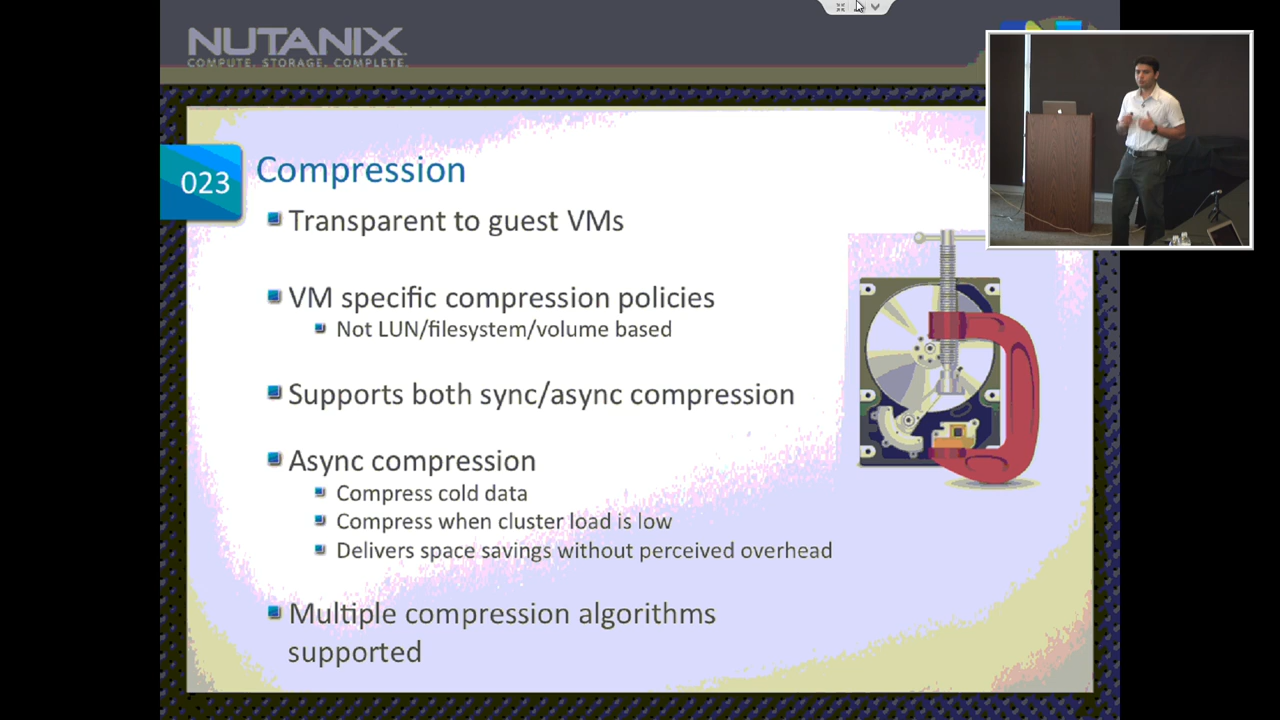 NUTANIX
COMPUTE. STORAGE. COMPLETE.
023
Compression
Transparent to guest VMs
VM specific compression policies
Not LUN/filesystem/volume based
Supports both sync/async compression
Async compression
Compress cold data
Compress when cluster load is low
Delivers space savings without perceived overhead
Multiple compression algorithms
supported